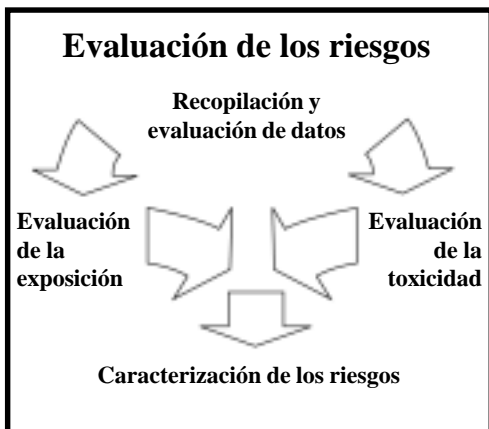 Evaluación de los riesgos
Recopilación y
evaluación de datos
Evaluación
de la
exposición
Evaluación
de la
toxicidad
Caracterización de los riesgos